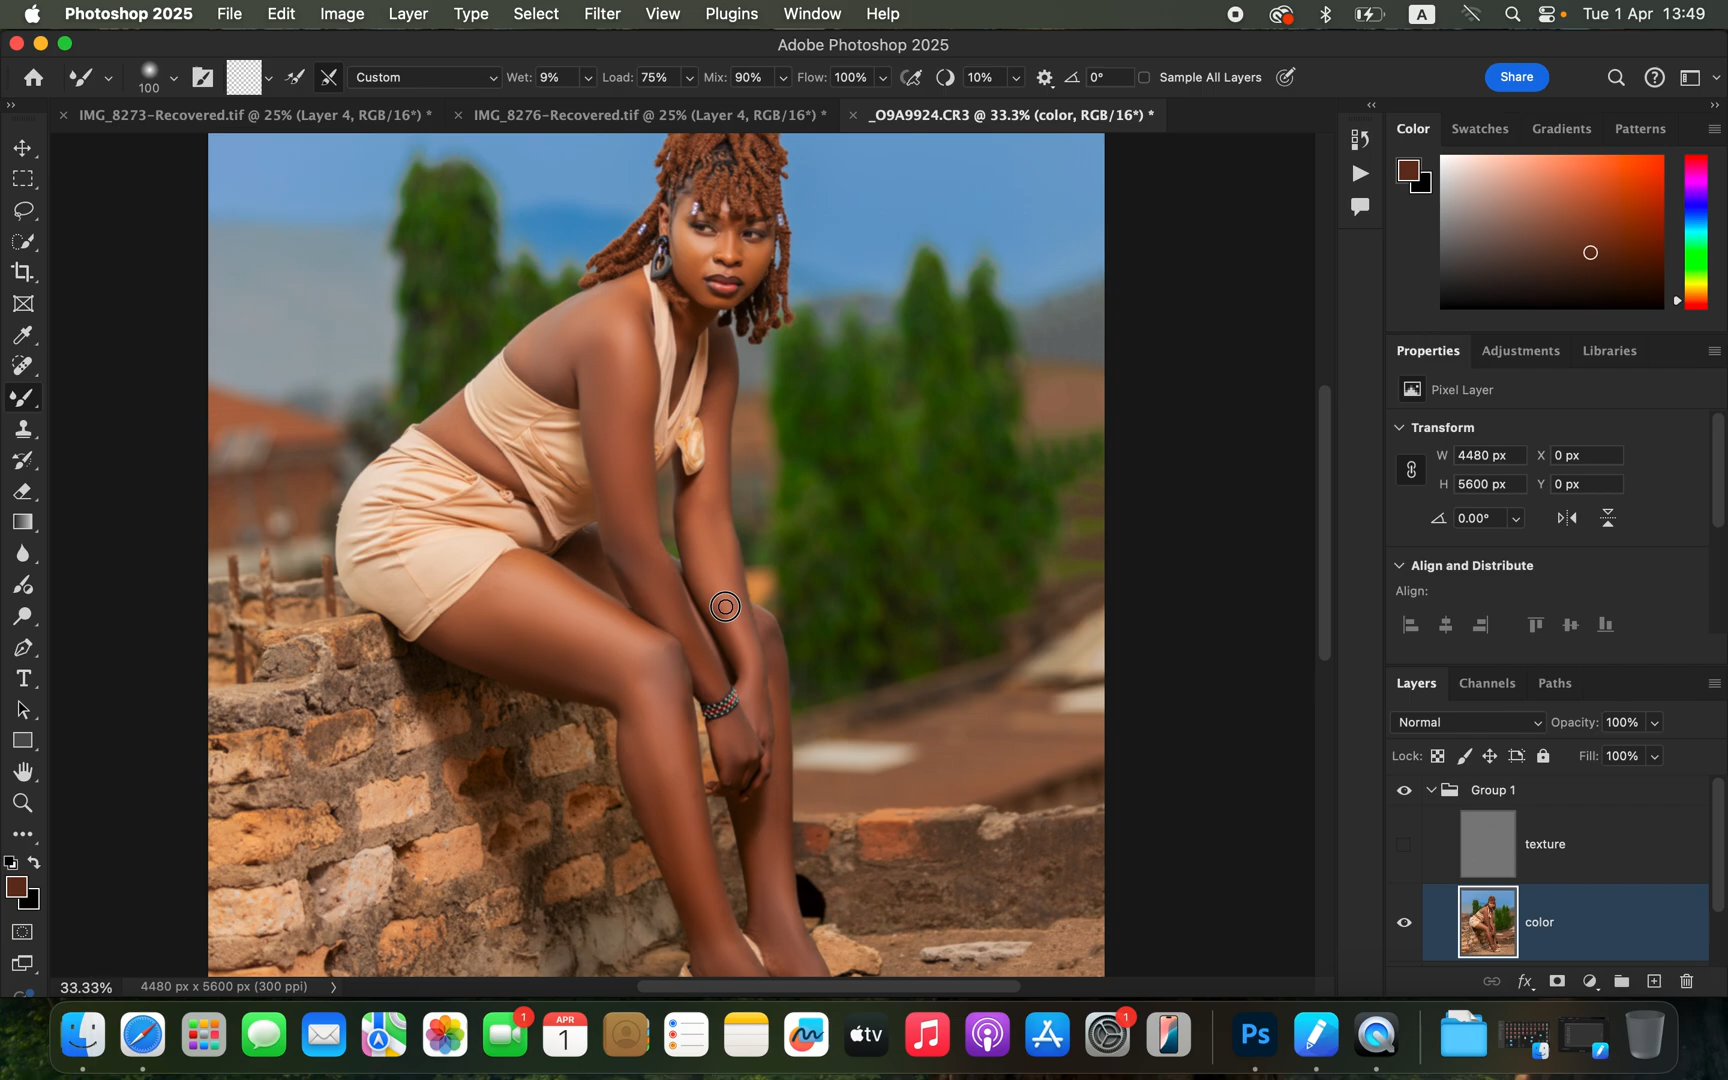 Photoshop 2025 File Edit Image Layer Type Select Filter View Plugins Window Help A Tue 1 Apr 13:49
Adobe Photoshop 2025
100 Custom Wet: 9% Load: 75% Mix: 90% Flow: 100% 10% 0° Sample All Layers Share
IMG_8273-Recovered.tif @ 25% (Layer 4, RGB/16*) * IMG_8276-Recovered.tif @ 25% (Layer 4, RGB/16*) * _O9A9924.CR3 @ 33.3% (color, RGB/16*) *
Color Swatches Gradients Patterns
Properties Adjustments Libraries
Pixel Layer
Transform
W 4480 px X 0 px
H 5600 px Y 0 px
0.00°
Align and Distribute
Align:
Layers Channels Paths
Normal Opacity: 100%
Lock: Fill: 100%
Group 1
texture
color
33.33% 4480 px x 5600 px (300 ppi)
1 APR 1 tv 1 Ps